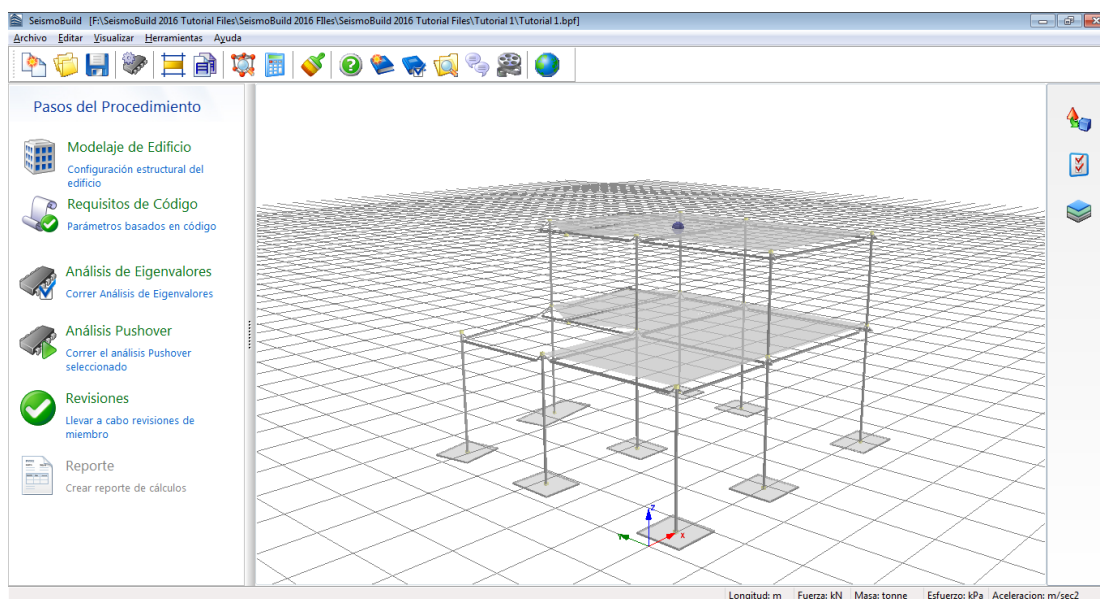 SeismoBuild [F:\SeismoBuild 2016 Tutorial Files\SeismoBuild 2016 FIles\SeismoBuild 2016 Tutorial Files\Tutorial 1\Tutorial 1.bpf]
Archivo Editar Visualizar Herramientas Ayuda
Pasos del Procedimiento
Modelaje de Edificio
Configuración estructural del
edificio
Requisitos de Código
Parámetros basados en código
Análisis de Eigenvalores
Correr Análisis de Eigenvalores
Análisis Pushover
Correr el análisis Pushover
seleccionado
Revisiones
Llevar a cabo revisiones de
miembro
Reporte
Crear reporte de cálculos
Z
Y
X
Longitud: m Fuerza: kN Masa: tonne Esfuerzo: kPa Aceleracion: m/sec2